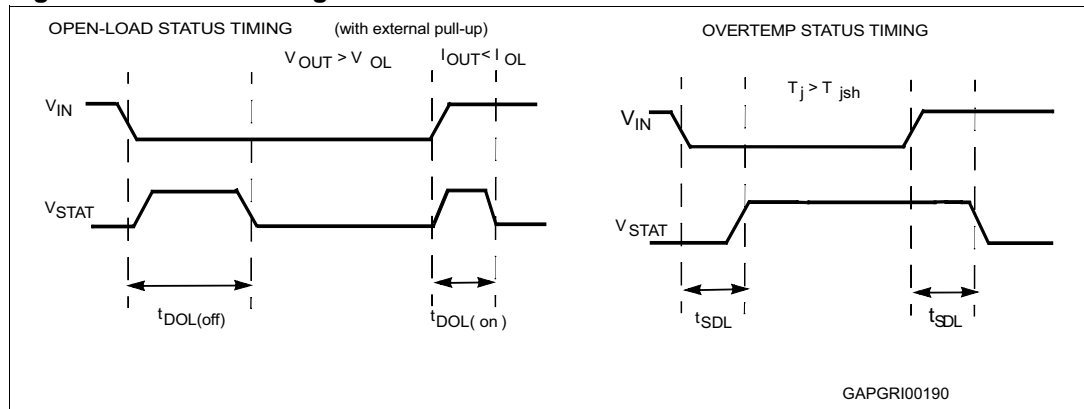 OPEN-LOAD STATUS TIMING (with external pull-up)
V OUT > V OL
I OUT < I OL
V IN
V STAT
t DOL(off)
t DOL( on )
OVERTEMP STATUS TIMING
T j > T jsh
V IN
V STAT
t SDL
t SDL
GAPGRI00190